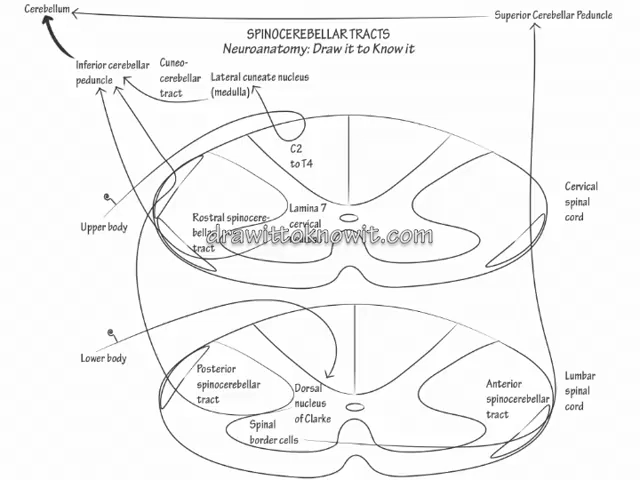 Cerebellum
Superior Cerebellar Peduncle
SPINOCEREBELLAR TRACTS
Neuroanatomy: Draw it to Know it
Inferior cerebellar
peduncle
Cuneo-
cerebellar
tract
Lateral cuneate nucleus
(medulla)
C2
to T4
Cervical
spinal
cord
Upper body
Rostral spinocere-
tract
Lamina 7
cervical
drawittoknowit.com
Lower body
Posterior
spinocerebellar
tract
Dorsal
nucleus
of Clarke
Anterior
spinocerebellar
tract
Lumbar
spinal
cord
Spinal
border cells